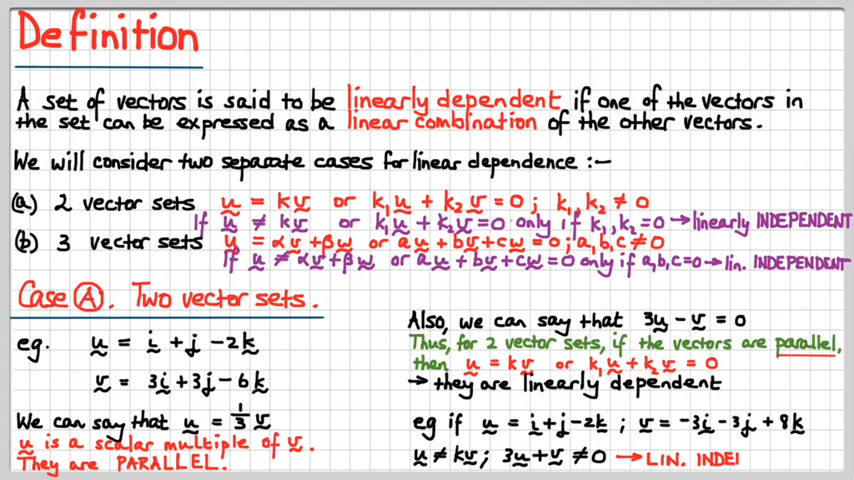 Definition
A set of vectors is said to be linearly dependent if one of the vectors in
the set can be expressed as a linear combination of the other vectors.
We will consider two separate cases for linear dependence :-
(a) 2 vector sets u = kv or k₁u + k₂v = 0 ; k₁, k₂ ≠ 0
If u ≠ kv or k₁u + k₂v = 0 only if k₁, k₂ = 0 → linearly INDEPENDENT
(b) 3 vector sets u = αv + βw or au + bv + cw = 0 ; a, b, c ≠ 0
If u ≠ αv + βw or au + bv + cw = 0 only if a, b, c = 0 → lin. INDEPENDENT
Case A. Two vector sets.
eg. u = i + j - 2k
v = 3i + 3j - 6k
We can say that u = 1/3 v
u is a scalar multiple of v.
They are PARALLEL.
Also, we can say that 3u - v = 0
Thus, for 2 vector sets, if the vectors are parallel,
then u = kv or k₁u + k₂v = 0
→ they are linearly dependent
eg if u = i + j - 2k ; v = -3i - 3j + 8k
u ≠ kv ; 3u + v ≠ 0 → LIN. INDE